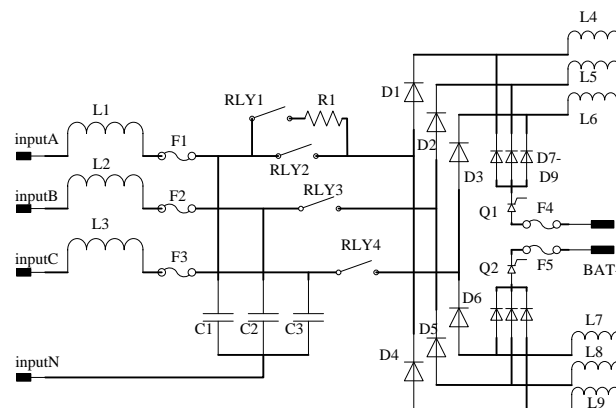 L4
L5
L6
D1
D2
D3
D7-
D9
RLY1
R1
L1
inputA
F1
RLY2
L2
inputB
F2
RLY3
L3
inputC
F3
RLY4
Q1
F4
Q2
F5
BAT
C1
C2
C3
D6
D5
D4
inputN
L7
L8
L9